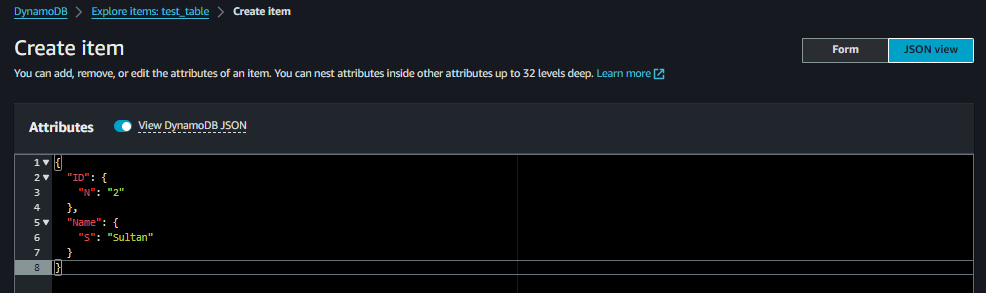 DynamoDB > Explore items: test_table > Create item
Create item
Form JSON view
You can add, remove, or edit the attributes of an item. You can nest attributes inside other attributes up to 32 levels deep. Learn more
Attributes View DynamoDB JSON
1 {
2 "ID": {
3 "N": "2"
4 },
5 "Name": {
6 "S": "Sultan"
7 }
8 }